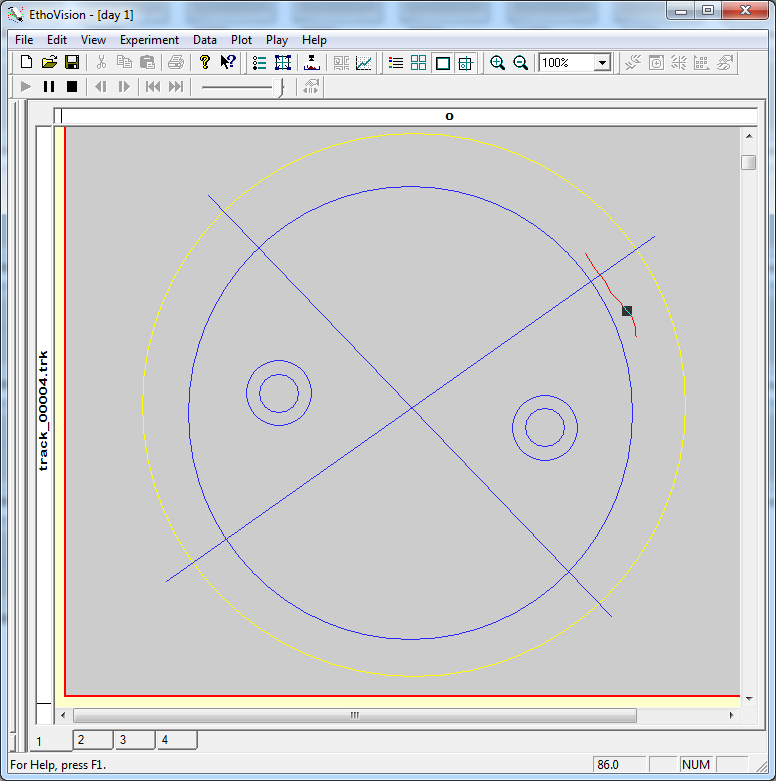 EthoVision - [day 1]
File Edit View Experiment Data Plot Play Help
100%
o
track_00004.trk
1 2 3 4
For Help, press F1.
86.0
NUM